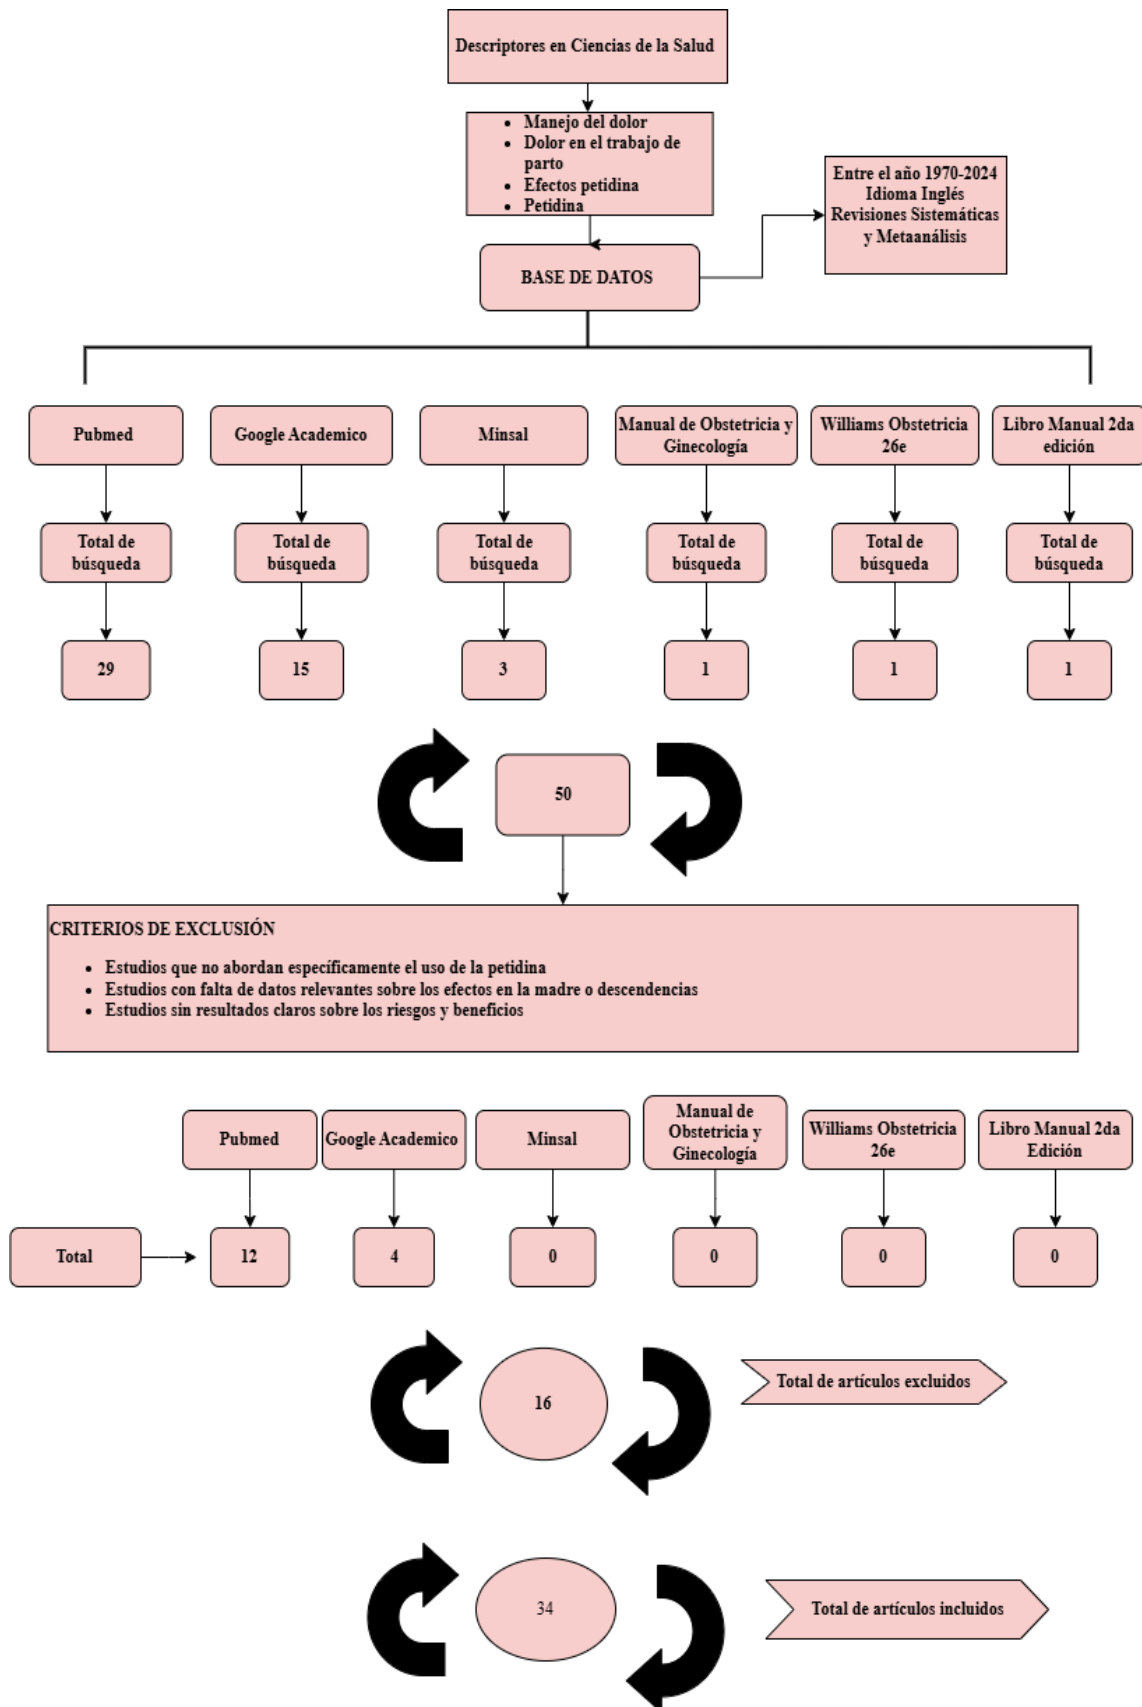 Descriptores en Ciencias de la Salud
• Manejo del dolor
• Dolor en el trabajo de
parto
• Efectos petidina
• Petidina
Entre el año 1970-2024
Idioma Inglés
Revisiones Sistemáticas
y Metaanálisis
BASE DE DATOS
Pubmed
Google Academico
Minsal
Manual de Obstetricia y
Ginecología
Williams Obstetricia
26e
Libro Manual 2da
edición
Total de
búsqueda
Total de
búsqueda
Total de
búsqueda
Total de
búsqueda
Total de
búsqueda
Total de
búsqueda
29
15
3
1
1
1
50
CRITERIOS DE EXCLUSIÓN
• Estudios que no abordan específicamente el uso de la petidina
• Estudios con falta de datos relevantes sobre los efectos en la madre o descendencias
• Estudios sin resultados claros sobre los riesgos y beneficios
Pubmed
Google Academico
Minsal
Manual de
Obstetricia y
Ginecología
Williams Obstetricia
26e
Libro Manual 2da
Edición
Total
12
4
0
0
0
0
16
Total de artículos excluidos
34
Total de artículos incluidos